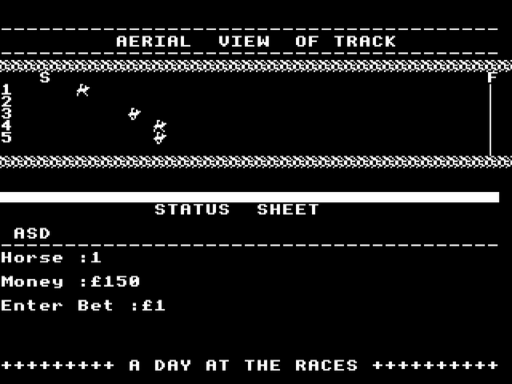 AERIAL VIEW OF TRACK
S F
1
2
3
4
5
STATUS SHEET
ASD
Horse :1
Money :£150
Enter Bet :£1
+++++++++ A DAY AT THE RACES ++++++++++